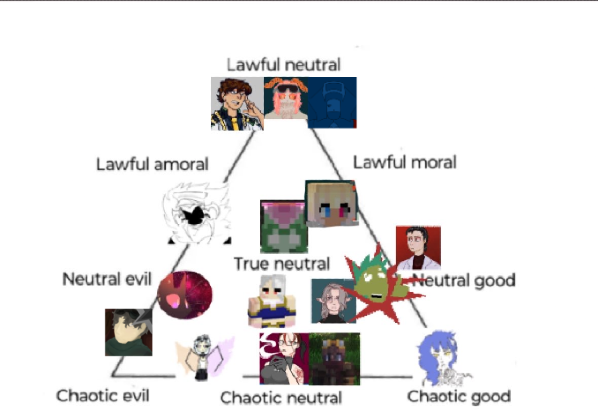 Lawful neutral
Lawful amoral
Lawful moral
True neutral
Neutral evil
Neutral good
Chaotic evil
Chaotic neutral
Chaotic good